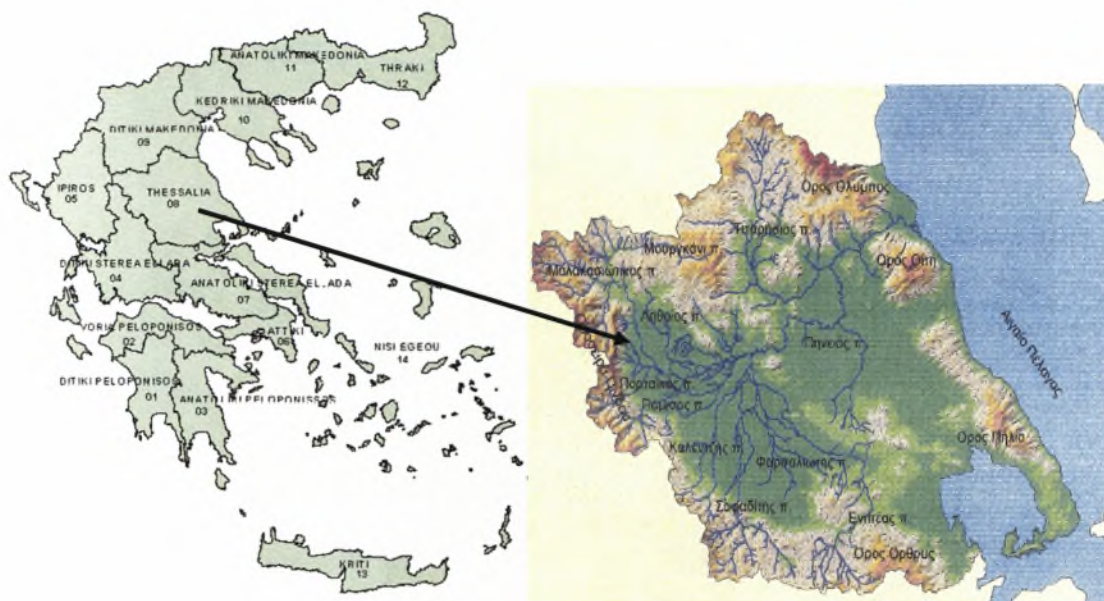 ANATOLIKI MAKEDONIA
11
THRAKI
12
KEDRIKI MAKEDONIA
10
DITIKI MAKEDONIA
09
IPIROS
05
THESSALIA
08
DITIKI STEREA ELLADA
04
ANATOLIKI STEREA ELLADA
07
VORIA PELOPONISOS
02
ATTIKI
06
NISI EGEOU
14
DITIKI PELOPONISOS
01
ANATOLIKI PELOPONISSOS
03
KRITI
13
Όρος Όλυμπος
Τιταρήσιος π.
Μουργκάνι π.
Όρος Όσσα
Μαλακασιώτικος π.
Ληθαίος π.
Πηνειός π.
Αιγαίο Πέλαγος
Πορταϊκός π.
Παμίσος π.
Καλέντζης π.
Φαρσαλιώτης π.
Όρος Πήλιο
Σοφαδίτης π.
Ενιπέας π.
Όρος Όρθρυς